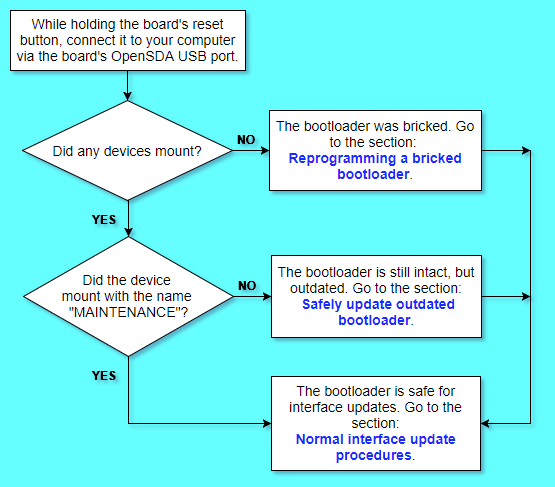 While holding the board's reset
button, connect it to your computer
via the board's OpenSDA USB port.
Did any devices mount?
NO
The bootloader was bricked. Go
to the section:
Reprogramming a bricked
bootloader.
YES
Did the device
mount with the name
"MAINTENANCE"?
NO
The bootloader is still intact, but
outdated. Go to the section:
Safely update outdated
bootloader.
YES
The bootloader is safe for
interface updates. Go to the
section:
Normal interface update
procedures.